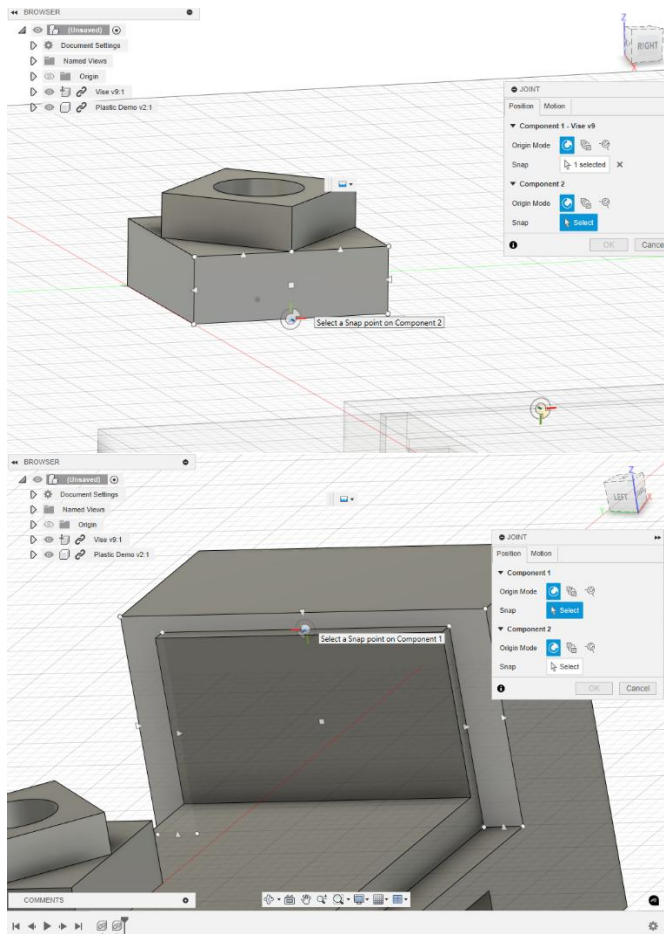 BROWSER
(Unsaved)
Document Settings
Named Views
Origin
Vise v9:1
Plastic Demo v2:1
Z
RIGHT
X
JOINT
Position Motion
Component 1 - Vise v9
Origin Mode
Snap 1 selected
Component 2
Origin Mode
Snap Select
OK Cance
Select a Snap point on Component 2
BROWSER
(Unsaved)
Document Settings
Named Views
Origin
Vise v9:1
Plastic Demo v2:1
Z
LEFT
JOINT
Position Motion
Component 1
Origin Mode
Snap Select
Component 2
Origin Mode
Snap Select
OK Cancel
Select a Snap point on Component 1
COMMENTS